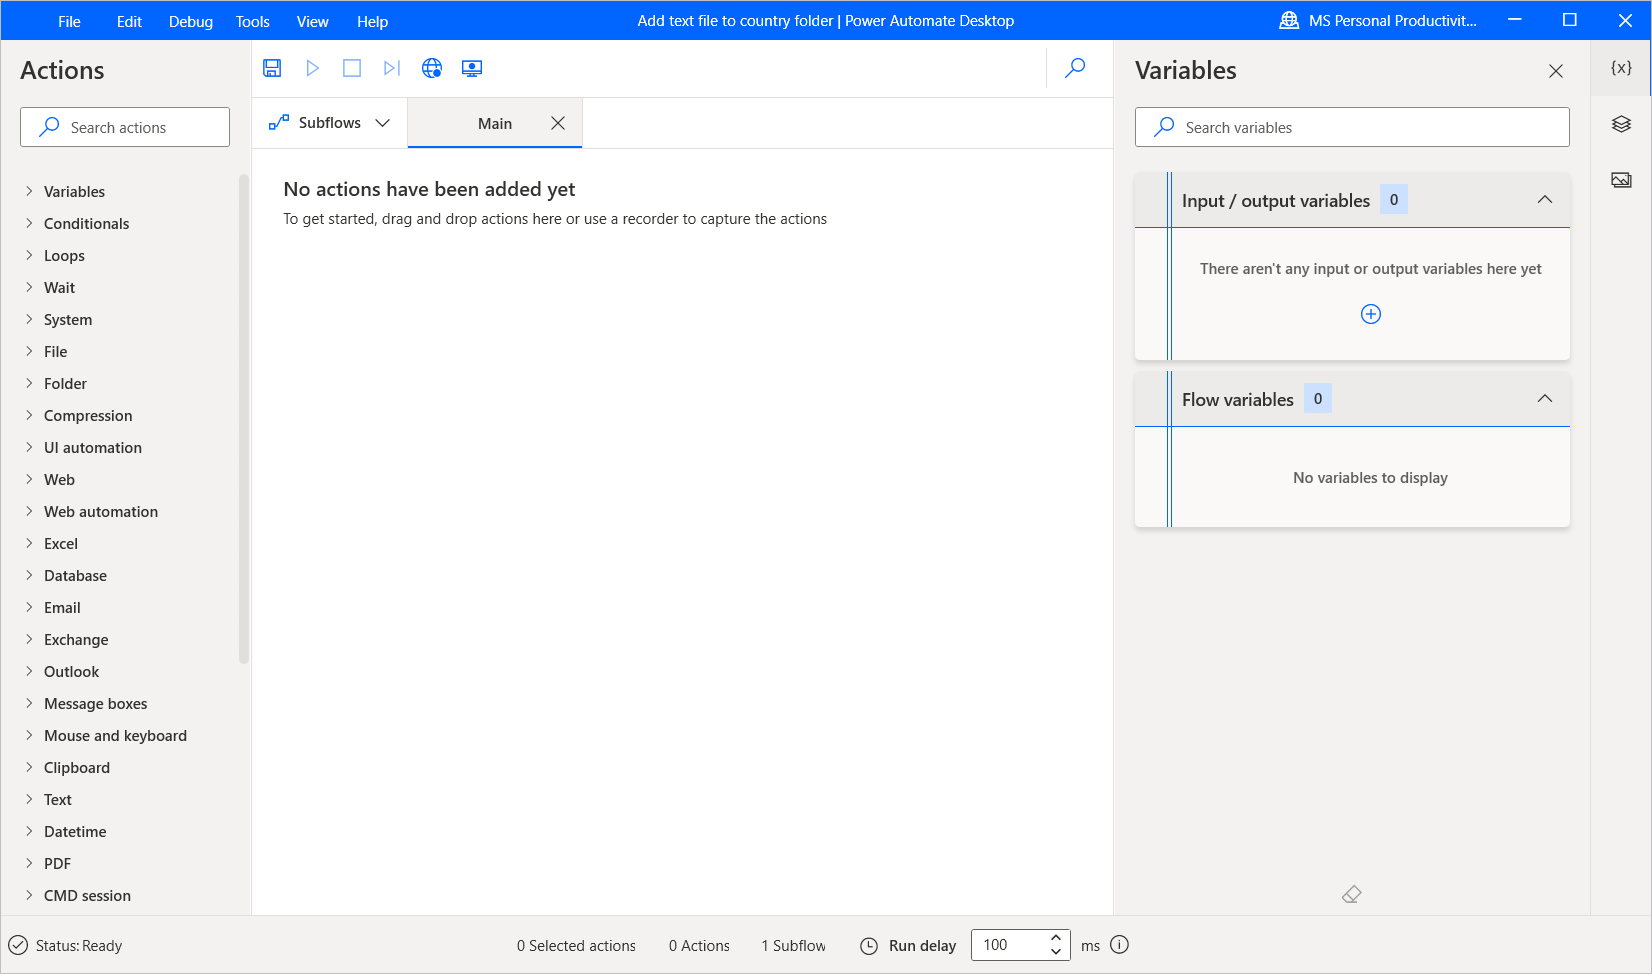 File Edit Debug Tools View Help
Add text file to country folder | Power Automate Desktop
MS Personal Productivit...
Actions
Search actions
Variables
Conditionals
Loops
Wait
System
File
Folder
Compression
UI automation
Web
Web automation
Excel
Database
Email
Exchange
Outlook
Message boxes
Mouse and keyboard
Clipboard
Text
Datetime
PDF
CMD session
Subflows
Main
No actions have been added yet
To get started, drag and drop actions here or use a recorder to capture the actions
Variables
{x}
Search variables
Input / output variables 0
There aren't any input or output variables here yet
Flow variables 0
No variables to display
Status: Ready
0 Selected actions
0 Actions
1 Subflow
Run delay
100
ms